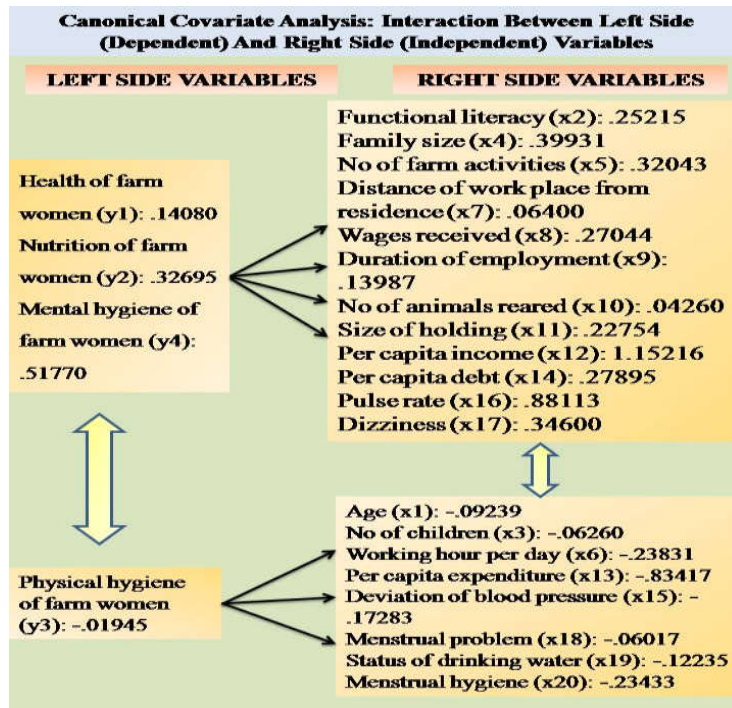 Canonical Covariate Analysis: Interaction Between Left Side
(Dependent) And Right Side (Independent) Variables
LEFT SIDE VARIABLES
RIGHT SIDE VARIABLES
Health of farm
women (y1): .14080
Nutrition of farm
women (y2): .32695
Mental hygiene of
farm women (y4):
.51770
Functional literacy (x2): .25215
Family size (x4): .39931
No of farm activities (x5): .32043
Distance of work place from
residence (x7): .06400
Wages received (x8): .27044
Duration of employment (x9):
.13987
No of animals reared (x10): .04260
Size of holding (x11): .22754
Per capita income (x12): 1.15216
Per capita debt (x14): .27895
Pulse rate (x16): .88113
Dizziness (x17): .34600
Physical hygiene
of farm women
(y3): -.01945
Age (x1): -.09239
No of children (x3): -.06260
Working hour per day (x6): -.23831
Per capita expenditure (x13): -.83417
Deviation of blood pressure (x15): -
.17283
Menstrual problem (x18): -.06017
Status of drinking water (x19): -.12235
Menstrual hygiene (x20): -.23433